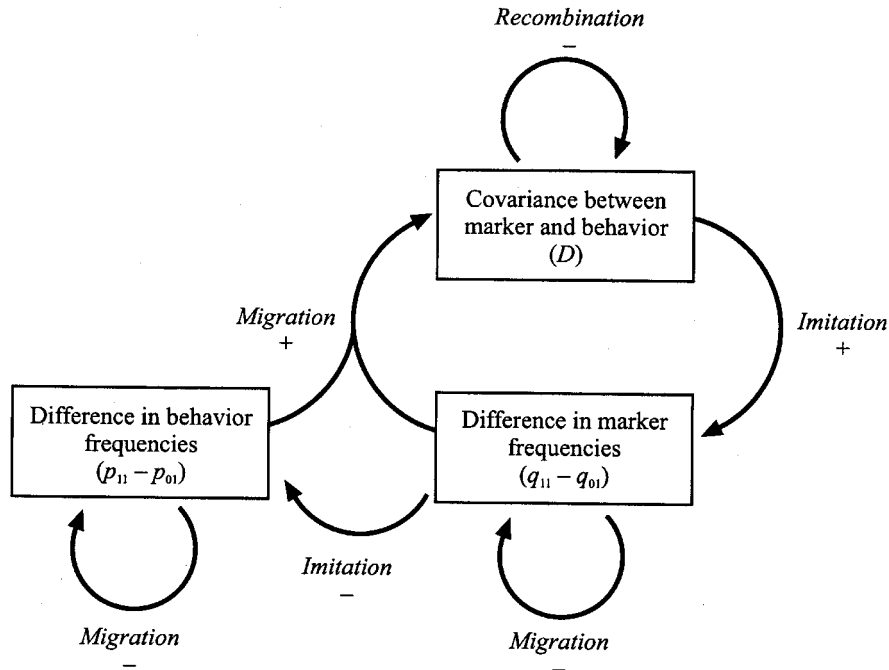 Recombination
−
Covariance between
marker and behavior
(D)
Migration
+
Imitation
+
Difference in behavior
frequencies
(p₁₁ − p₀₁)
Difference in marker
frequencies
(q₁₁ − q₀₁)
Imitation
−
Migration
−
Migration
−